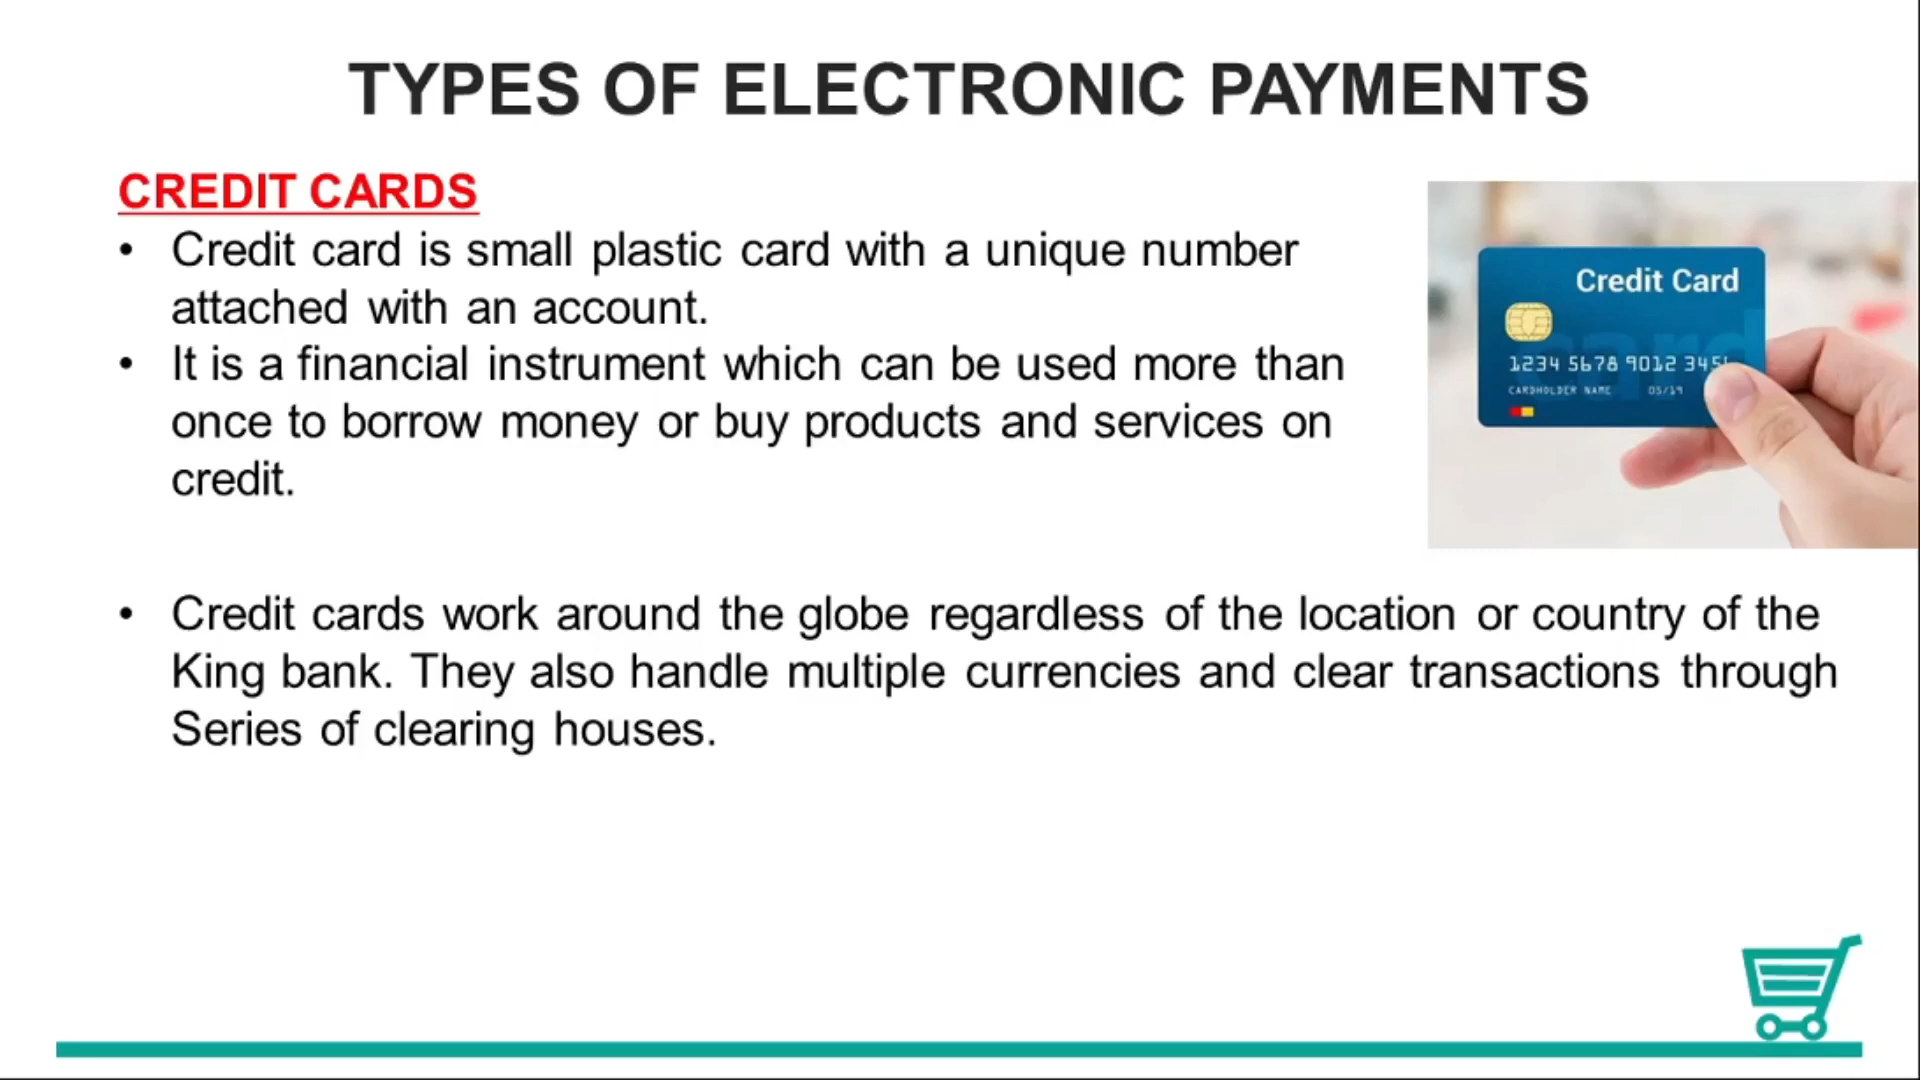 TYPES OF ELECTRONIC PAYMENTS
CREDIT CARDS
• Credit card is small plastic card with a unique number
attached with an account.
• It is a financial instrument which can be used more than
once to borrow money or buy products and services on
credit.
Credit Card
card
1234 5678 9012 345
CARDHOLDER NAME 05/19
• Credit cards work around the globe regardless of the location or country of the
King bank. They also handle multiple currencies and clear transactions through
Series of clearing houses.